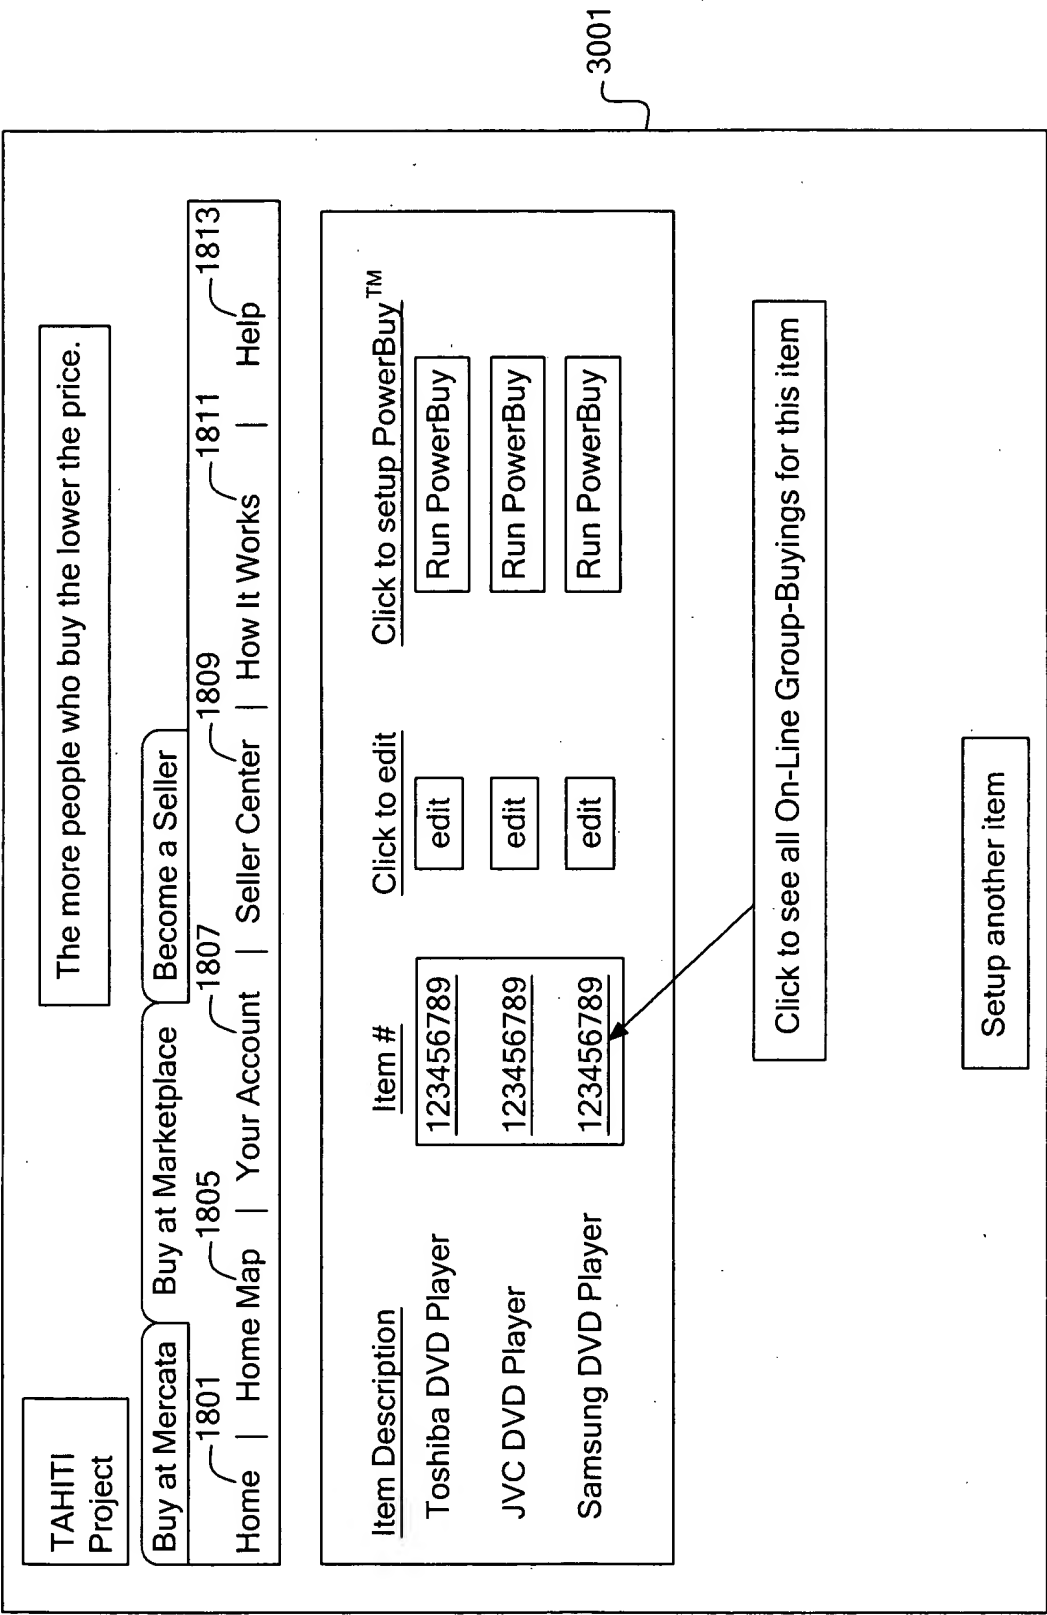 TAHITI
Project
The more people who buy the lower the price.
Buy at Mercata Buy at Marketplace Become a Seller
1801 1805 1807 1809 1811 1813
Home | Home Map | Your Account | Seller Center | How It Works | Help
Item Description Item # Click to edit Click to setup PowerBuy™
Toshiba DVD Player 123456789 edit Run PowerBuy
JVC DVD Player 123456789 edit Run PowerBuy
Samsung DVD Player 123456789 edit Run PowerBuy
3001
Click to see all On-Line Group-Buyings for this item
Setup another item